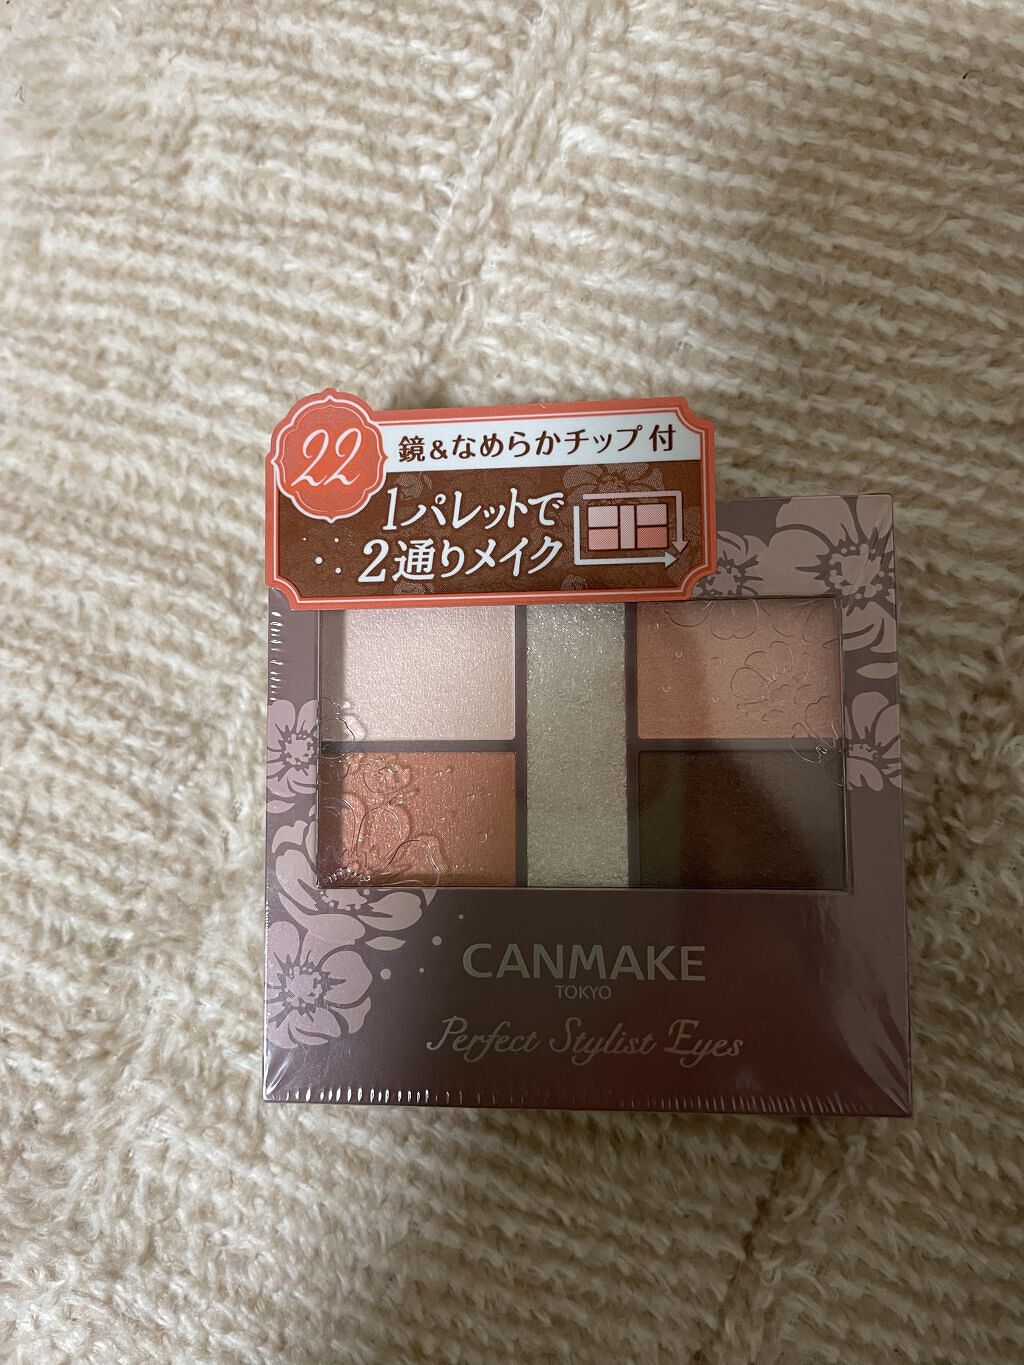 22
鏡&なめらかチップ付
1パレットで
2通りメイク
CANMAKE
TOKYO
Perfect Stylist Eyes